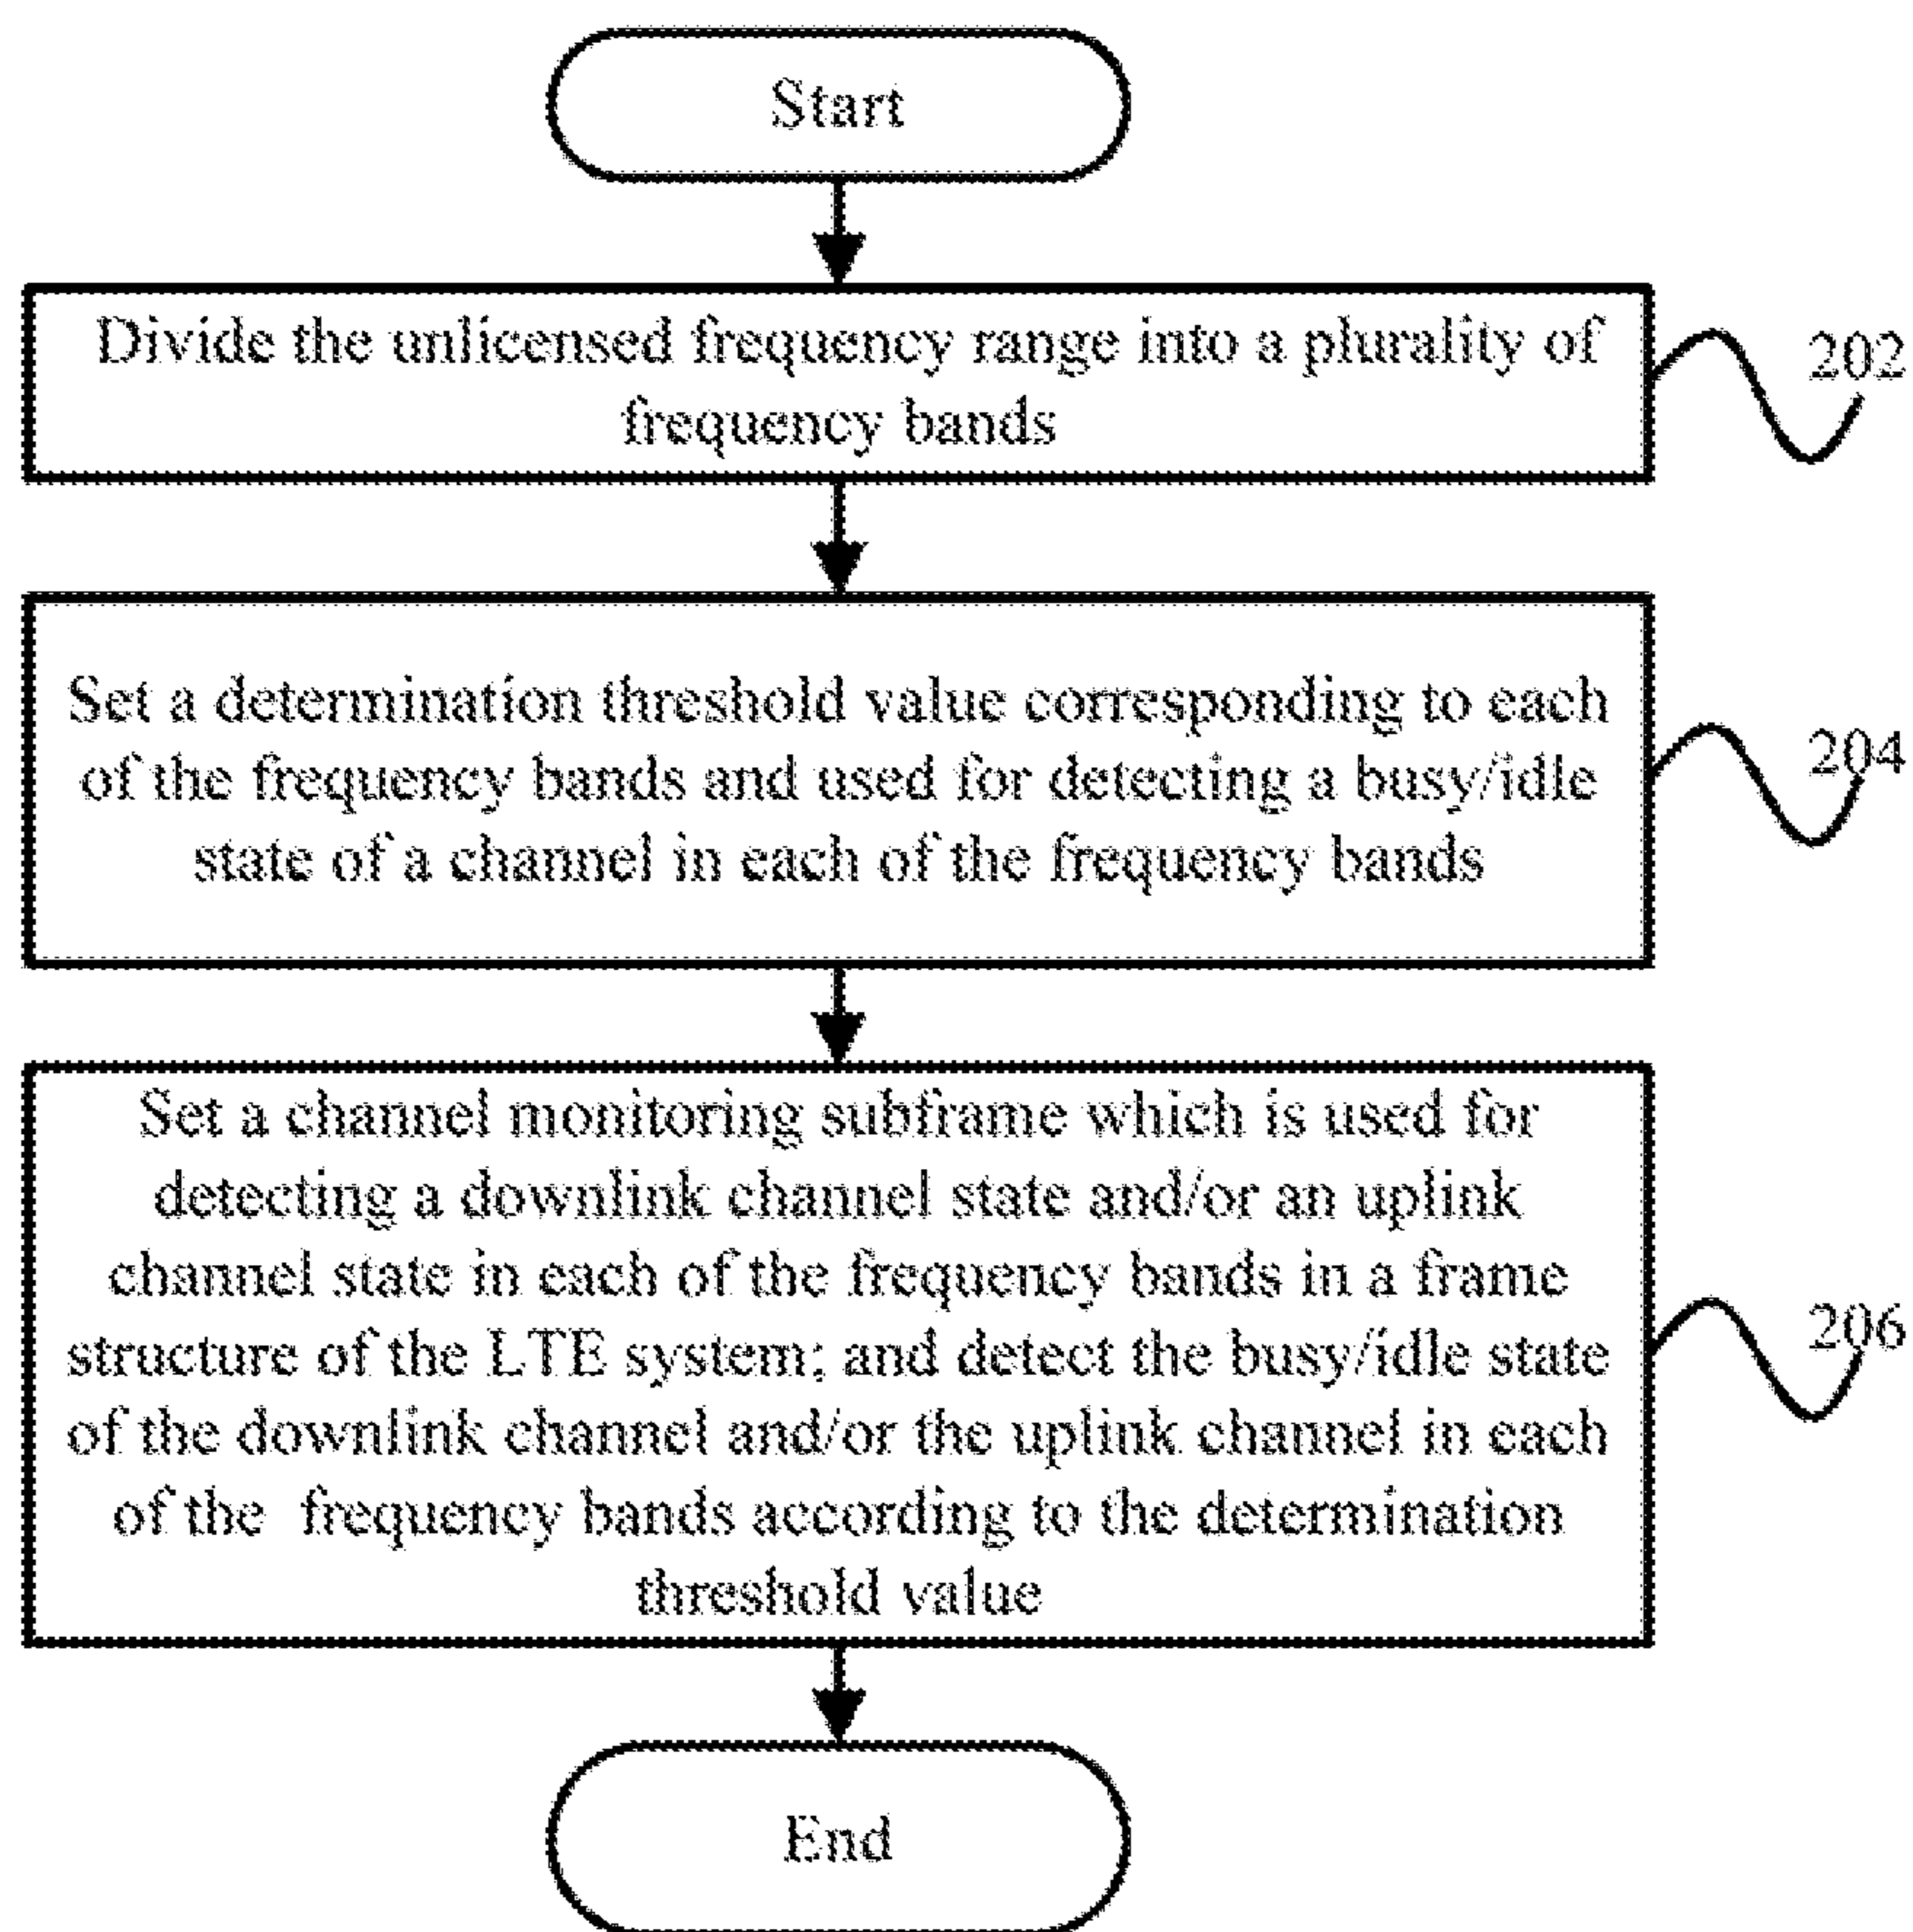 Start
Divide the unlicensed frequency range into a plurality of
frequency bands
202
Set a determination threshold value corresponding to each
of the frequency bands and used for detecting a busy/idle
state of a channel in each of the frequency bands
204
Set a channel monitoring subframe which is used for
detecting a downlink channel state and/or an uplink
channel state in each of the frequency bands in a frame
structure of the LTE system; and detect the busy/idle state
of the downlink channel and/or the uplink channel in each
of the frequency bands according to the determination
threshold value
206
End